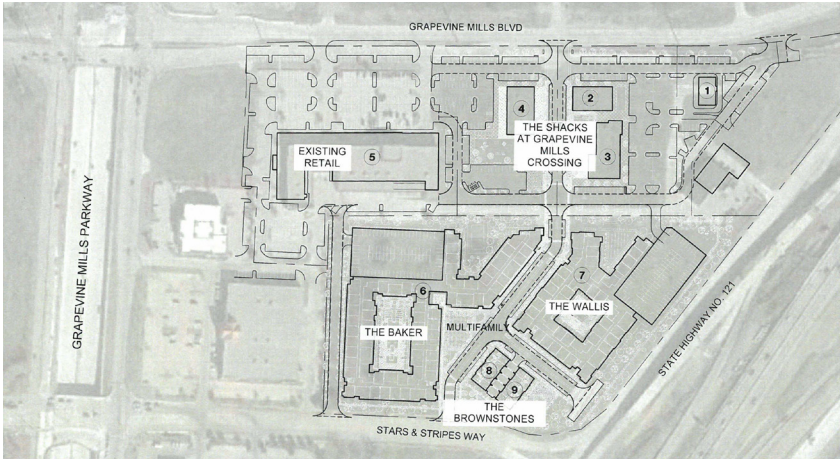 GRAPEVINE MILLS BLVD
1
2
4
THE SHACKS
AT GRAPEVINE
MILLS
CROSSING
3
EXISTING
RETAIL
5
GRAPEVINE MILLS PARKWAY
6
7
THE WALLIS
THE BAKER
MULTIFAMILY
STATE HIGHWAY NO. 121
8
9
THE
BROWNSTONES
STARS & STRIPES WAY